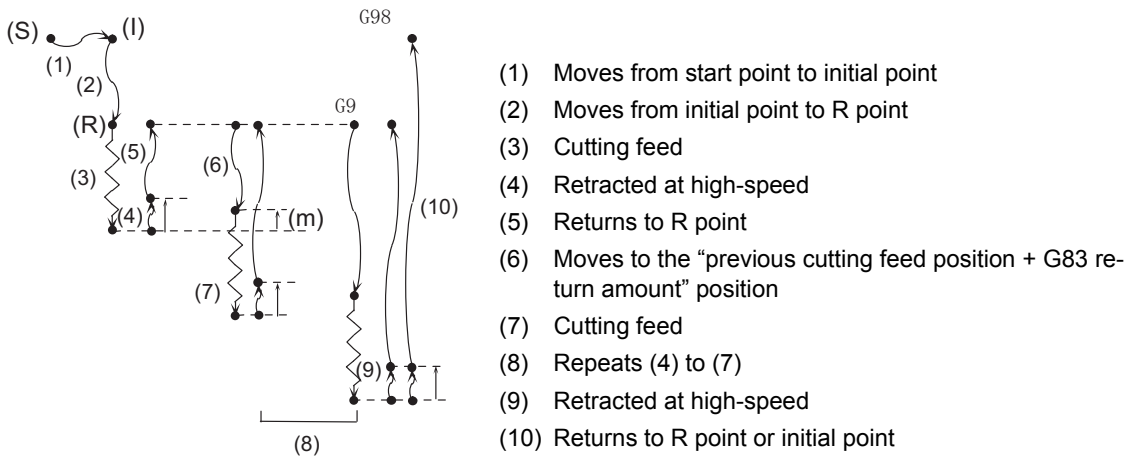 G98
(S)
(I)
(1)
(2)
G9
(R)
(5)
(6)
(3)
(4)
(m)
(10)
(7)
(9)
(8)
(1) Moves from start point to initial point
(2) Moves from initial point to R point
(3) Cutting feed
(4) Retracted at high-speed
(5) Returns to R point
(6) Moves to the “previous cutting feed position + G83 re-
turn amount” position
(7) Cutting feed
(8) Repeats (4) to (7)
(9) Retracted at high-speed
(10) Returns to R point or initial point